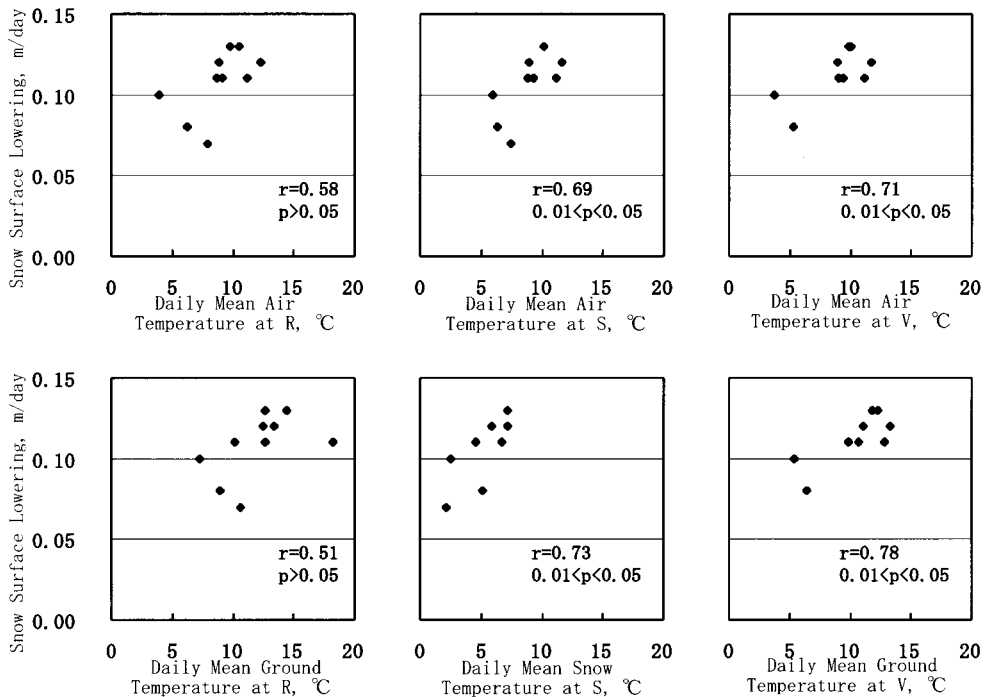 Snow Surface Lowering, m/day
0.15
0.10
0.05
0.00
r=0.58
p>0.05
0 5 10 15 20
Daily Mean Air
Temperature at R, ℃
r=0.69
0.01<p<0.05
0 5 10 15 20
Daily Mean Air
Temperature at S, ℃
r=0.71
0.01<p<0.05
0 5 10 15 20
Daily Mean Air
Temperature at V, ℃
Snow Surface Lowering, m/day
0.15
0.10
0.05
0.00
r=0.51
p>0.05
0 5 10 15 20
Daily Mean Ground
Temperature at R, ℃
r=0.73
0.01<p<0.05
0 5 10 15 20
Daily Mean Snow
Temperature at S, ℃
r=0.78
0.01<p<0.05
0 5 10 15 20
Daily Mean Ground
Temperature at V, ℃